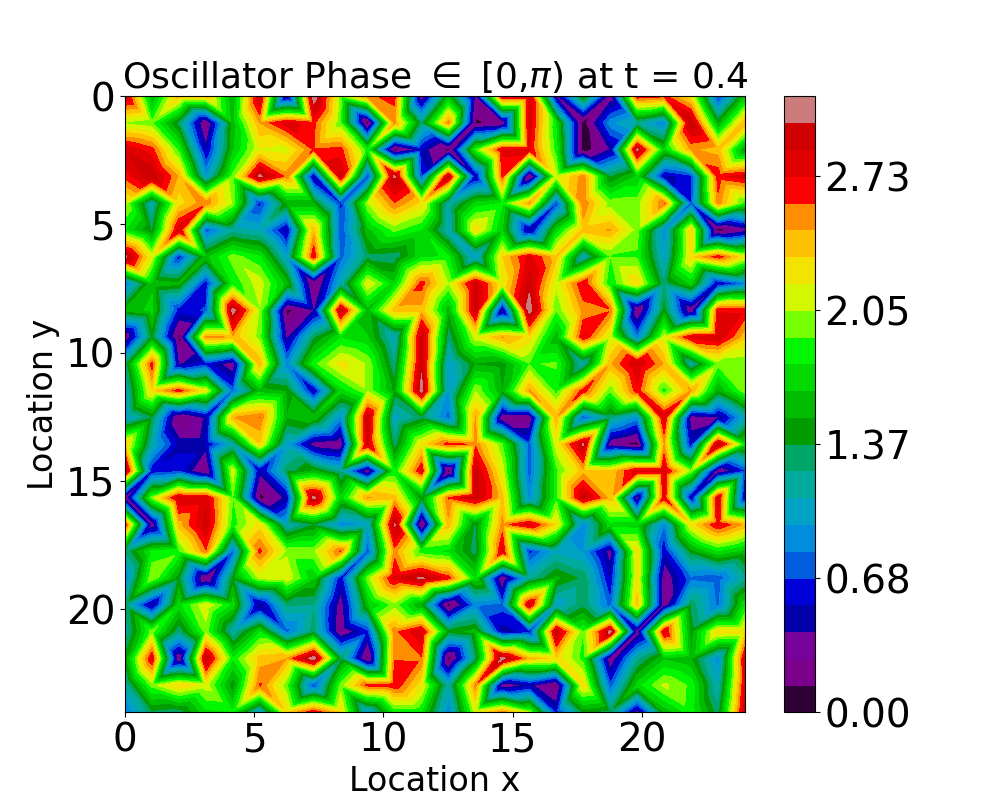 Oscillator Phase ∈ [0,π) at t = 0.4
Location y
0
5
10
15
20
0 5 10 15 20
Location x
2.73
2.05
1.37
0.68
0.00